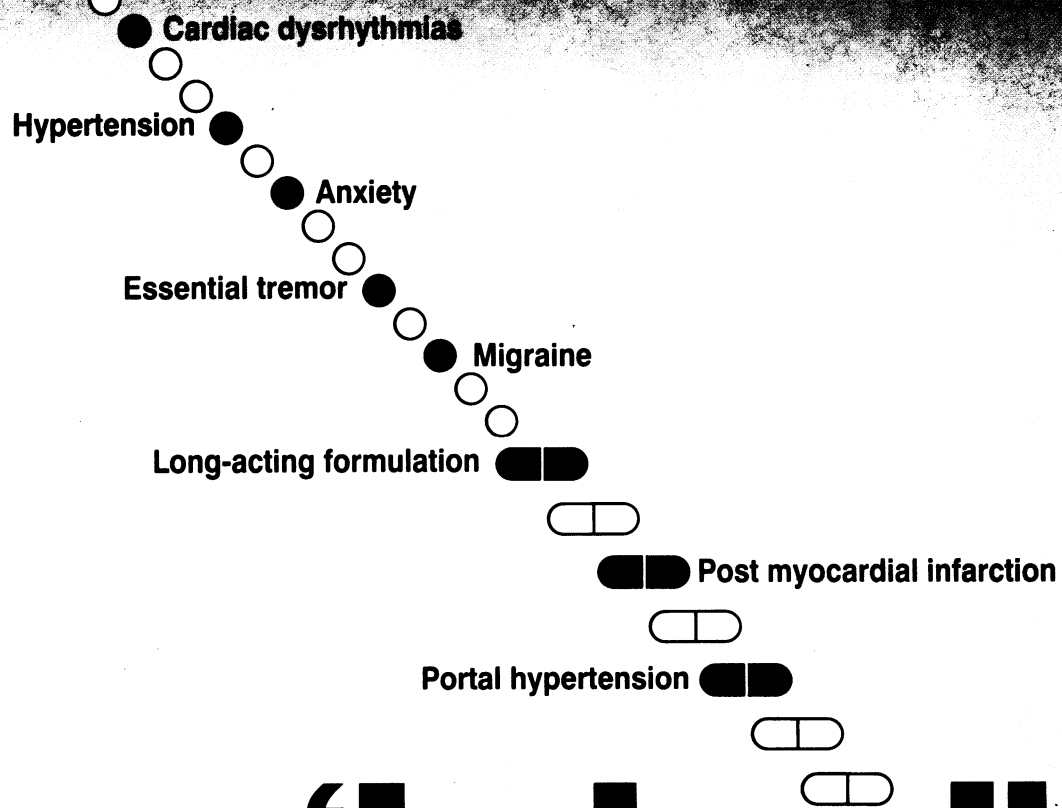 Cardiac dysrhythmias
Hypertension
Anxiety
Essential tremor
Migraine
Long-acting formulation
Post myocardial infarction
Portal hypertension